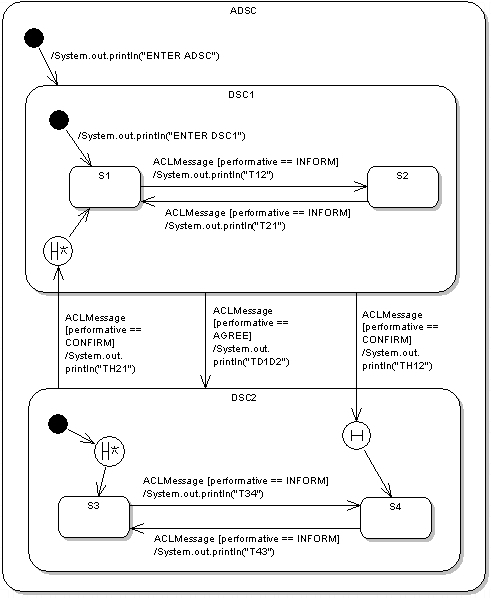 ADSC
/System.out.println("ENTER ADSC")
DSC1
/System.out.println("ENTER DSC1")
ACLMessage [performative == INFORM]
/System.out.println("T12")
S1
S2
ACLMessage [performative == INFORM]
/System.out.println("T21")
H*
ACLMessage
[performative ==
CONFIRM]
/System.out.
println("TH21")
ACLMessage
[performative ==
AGREE]
/System.out.
println("TD1D2")
ACLMessage
[performative ==
CONFIRM]
/System.out.
println("TH12")
DSC2
H*
H
ACLMessage [performative == INFORM]
/System.out.println("T34")
S3
S4
ACLMessage [performative == INFORM]
/System.out.println("T43")